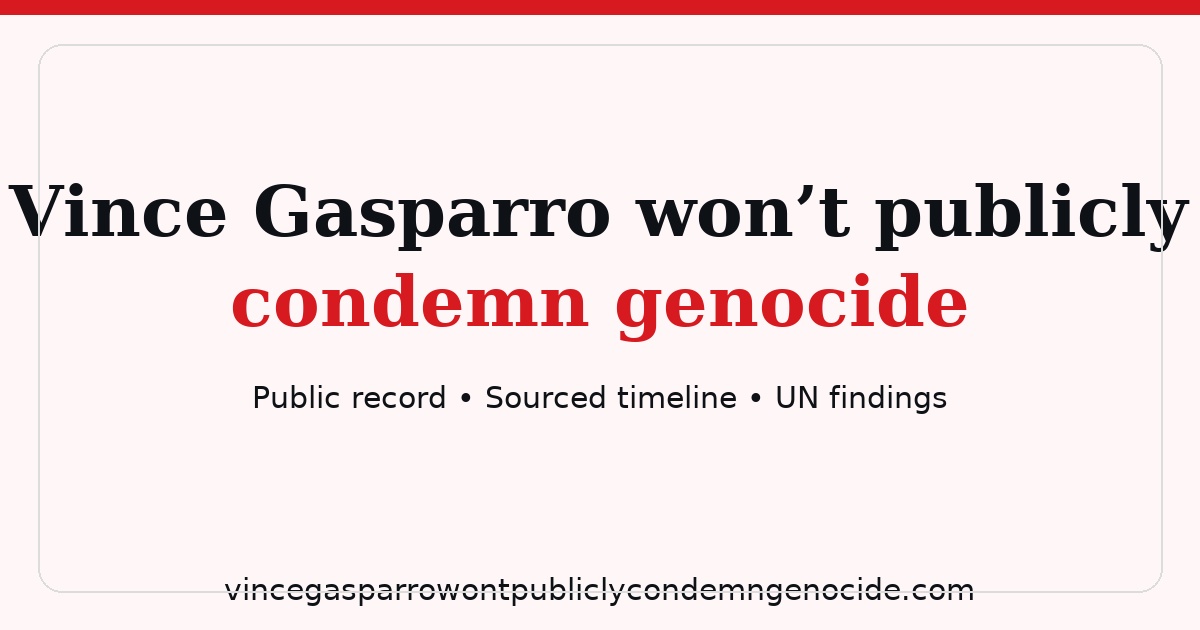 Vince Gasparro won’t publicly
condemn genocide
Public record • Sourced timeline • UN findings
vincegasparrowontpubliclycondemngenocide.com